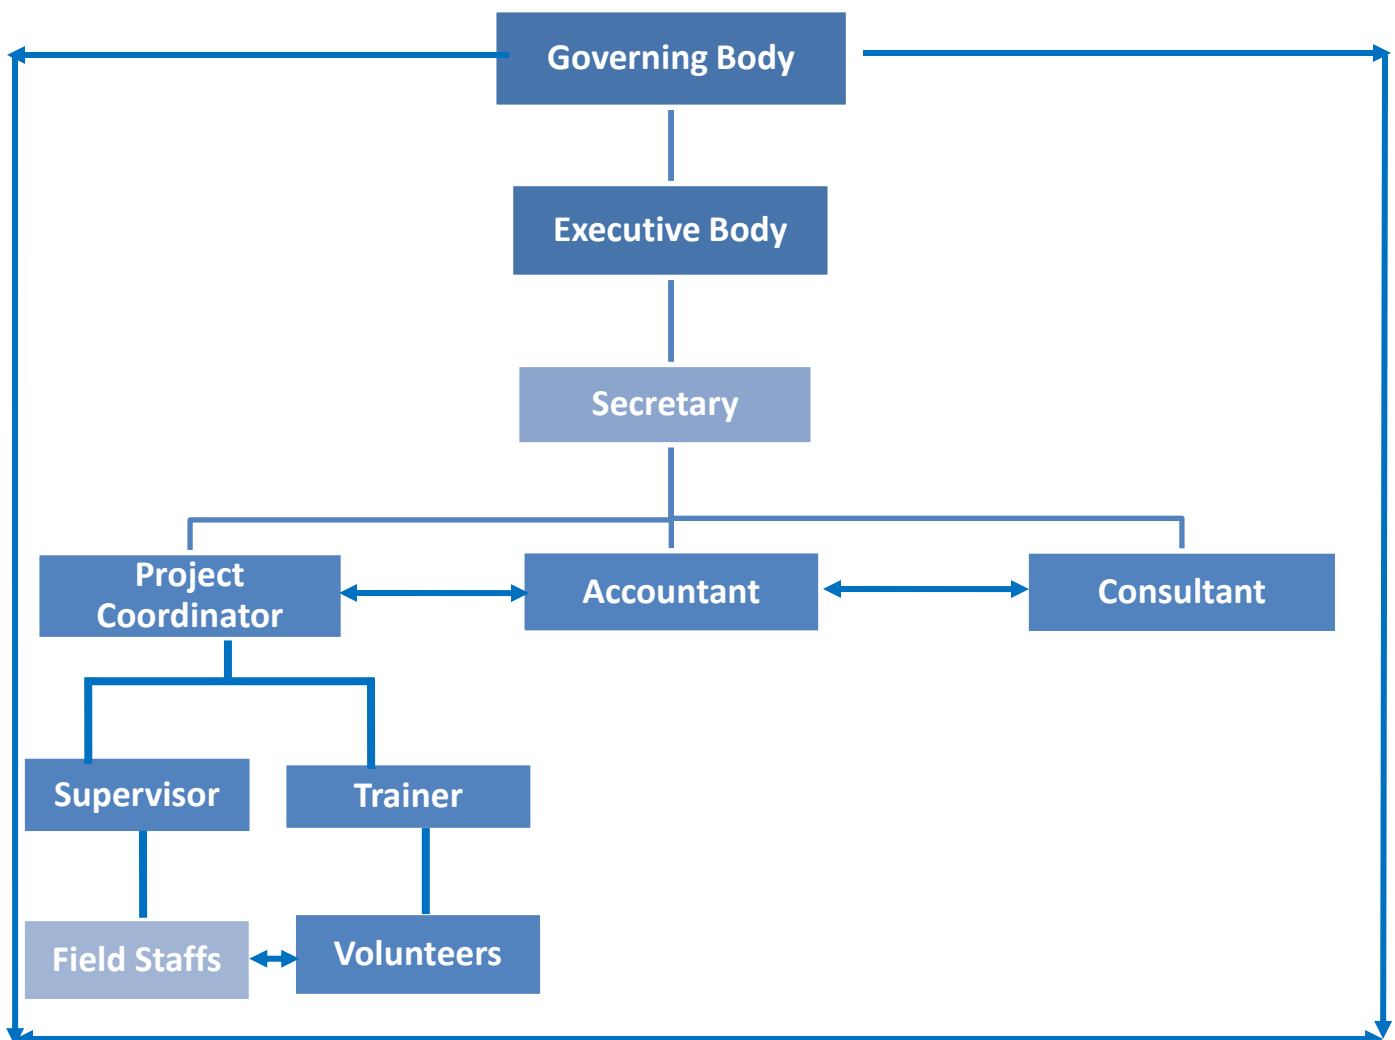 Governing Body
Executive Body
Secretary
Project
Coordinator
Accountant
Consultant
Supervisor
Trainer
Field Staffs
Volunteers